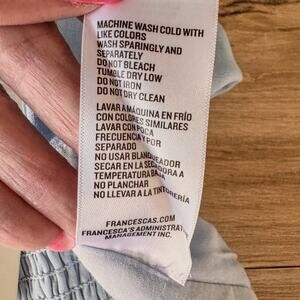 MACHINE WASH COLD WITH
LIKE COLORS
WASH SPARINGLY AND
SEPARATELY
DO NOT BLEACH
TUMBLE DRY LOW
DO NOT IRON
DO NOT DRY CLEAN
LAVAR A MÁQUINA EN FRÍO
CON COLORES SIMILARES
LAVAR CON POCA
FRECUENCIA Y POR
SEPARADO
NO USAR BLANQUEADOR
SECAR EN LA SECADORA A
TEMPERATURA BAJA
NO PLANCHAR
NO LLEVAR A LA TINTORERÍA
FRANCESCAS.COM
FRANCESCA'S ADMINISTRATIVE
MANAGEMENT INC.